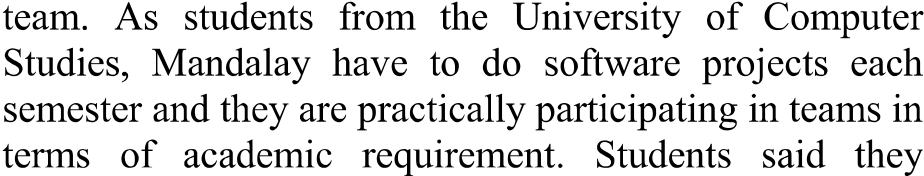 team. As students from the University of Computer
Studies, Mandalay have to do software projects each
semester and they are practically participating in teams in
terms of academic requirement. Students said they